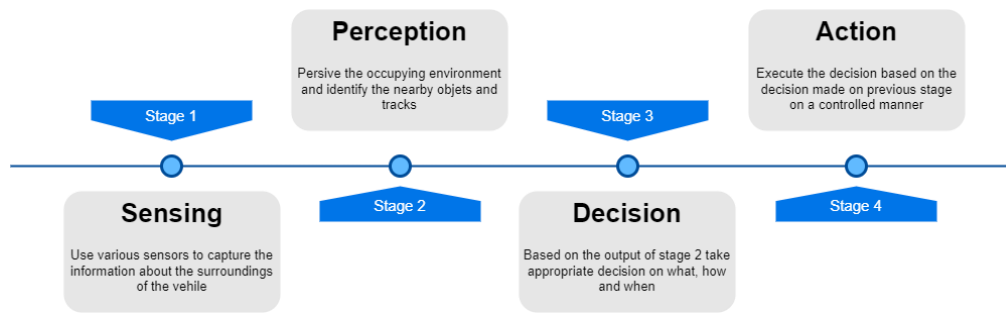 Stage 1
Sensing
Use various sensors to capture the
information about the surroundings
of the vehile
Perception
Persive the occupying environment
and identify the nearby objets and
tracks
Stage 2
Stage 3
Decision
Based on the output of stage 2 take
appropriate decision on what, how
and when
Action
Execute the decision based on the
decision made on previous stage
on a controlled manner
Stage 4